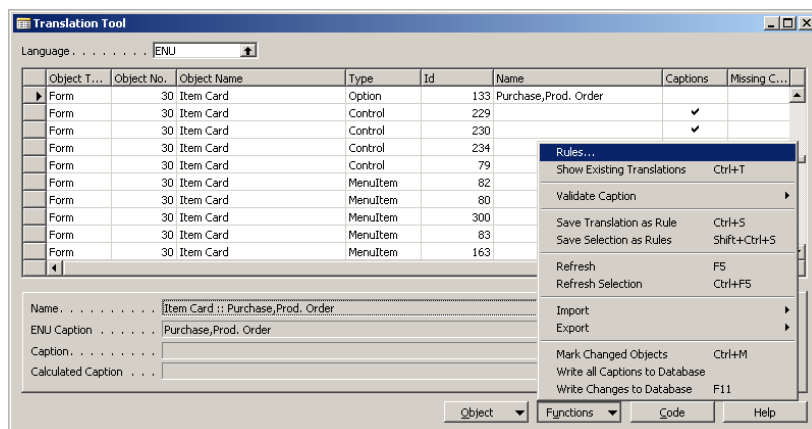 Translation Tool
Language . . . . . . . . ENU
Object T... Object No. Object Name Type Id Name Captions Missing C...
Form 30 Item Card Option 133 Purchase,Prod. Order
Form 30 Item Card Control 229
Form 30 Item Card Control 230
Form 30 Item Card Control 234
Form 30 Item Card Control 79
Form 30 Item Card MenuItem 82
Form 30 Item Card MenuItem 80
Form 30 Item Card MenuItem 300
Form 30 Item Card MenuItem 83
Form 30 Item Card MenuItem 163
Rules...
Show Existing Translations Ctrl+T
Validate Caption
Save Translation as Rule Ctrl+S
Save Selection as Rules Shift+Ctrl+S
Refresh F5
Refresh Selection Ctrl+F5
Import
Export
Mark Changed Objects Ctrl+M
Write all Captions to Database
Write Changes to Database F11
Name. . . . . . . . . . Item Card :: Purchase,Prod. Order
ENU Caption . . . . . . Purchase,Prod. Order
Caption. . . . . . . . .
Calculated Caption . . .
Object Functions Code Help